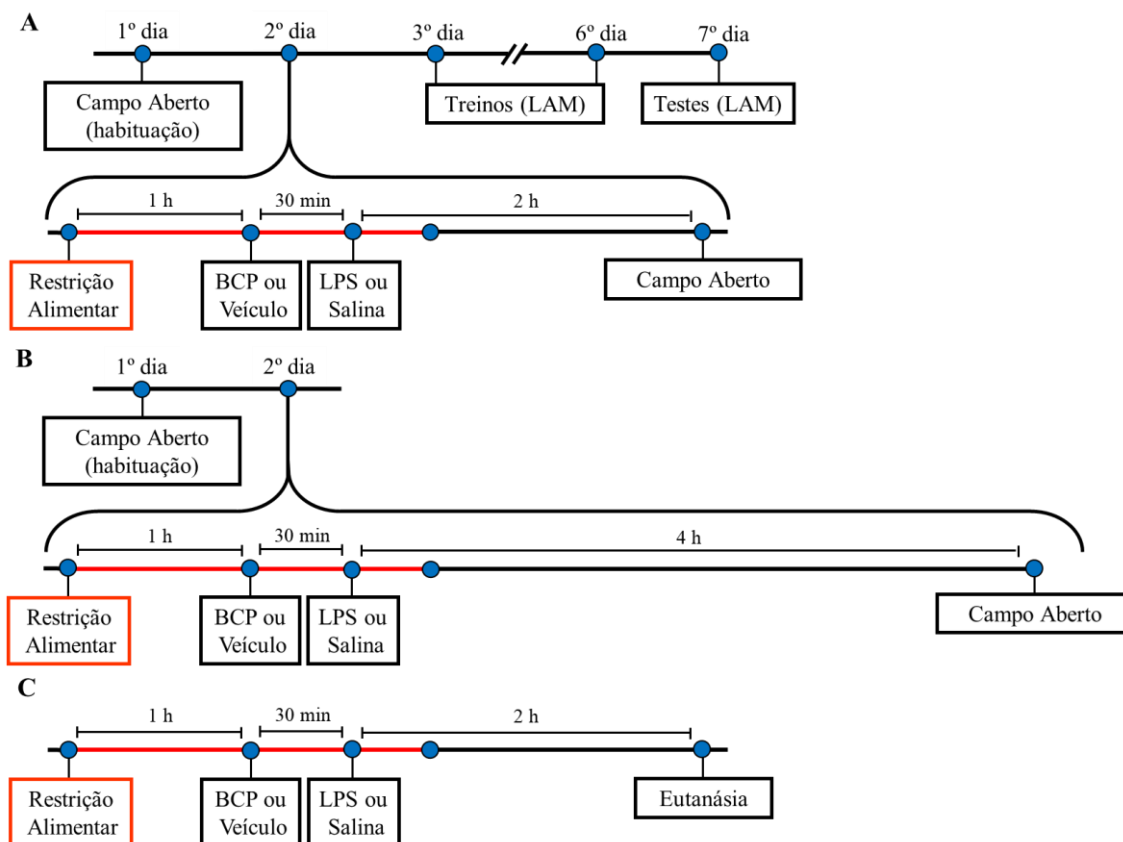 A
1º dia
2º dia
3º dia
6º dia
7º dia
Campo Aberto
(habituação)
Treinos (LAM)
Testes (LAM)
1 h
30 min
2 h
Restrição
Alimentar
BCP ou
Veículo
LPS ou
Salina
Campo Aberto
B
1º dia
2º dia
Campo Aberto
(habituação)
1 h
30 min
4 h
Restrição
Alimentar
BCP ou
Veículo
LPS ou
Salina
Campo Aberto
C
1 h
30 min
2 h
Restrição
Alimentar
BCP ou
Veículo
LPS ou
Salina
Eutanásia